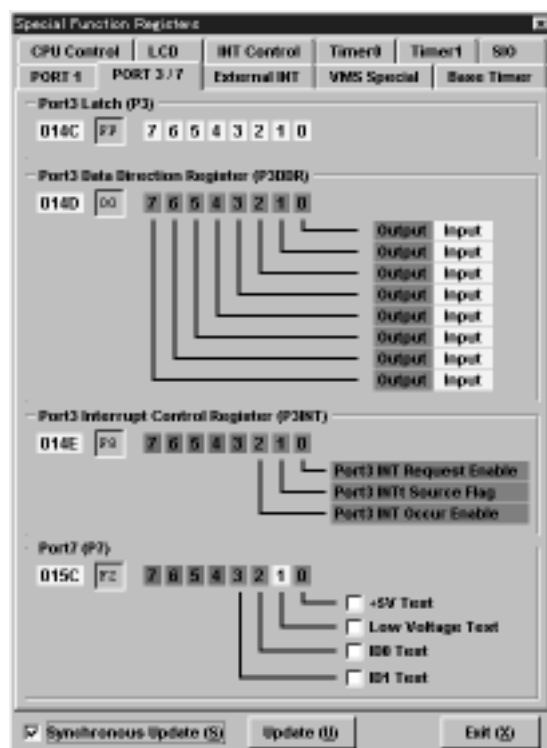 Special Function Registers
CPU Control LCD INT Control Timer0 Timer1 SIO
PORT 1 PORT 3 / 7 External INT VMS Special Base Timer
Port3 Latch (P3)
014C FF 7 6 5 4 3 2 1 0
Port3 Data Direction Register (P3DDR)
014D 00 7 6 5 4 3 2 1 0
Output Input
Output Input
Output Input
Output Input
Output Input
Output Input
Output Input
Output Input
Port3 Interrupt Control Register (P3INT)
014E 7 6 5 4 3 2 1 0
Port3 INT Request Enable
Port3 INTt Source Flag
Port3 INT Occur Enable
Port7 (P7)
015C 7 6 5 4 3 2 1 0
+5V Test
Low Voltage Test
ID0 Test
ID1 Test
Synchronous Update (S) Update (U) Exit (X)